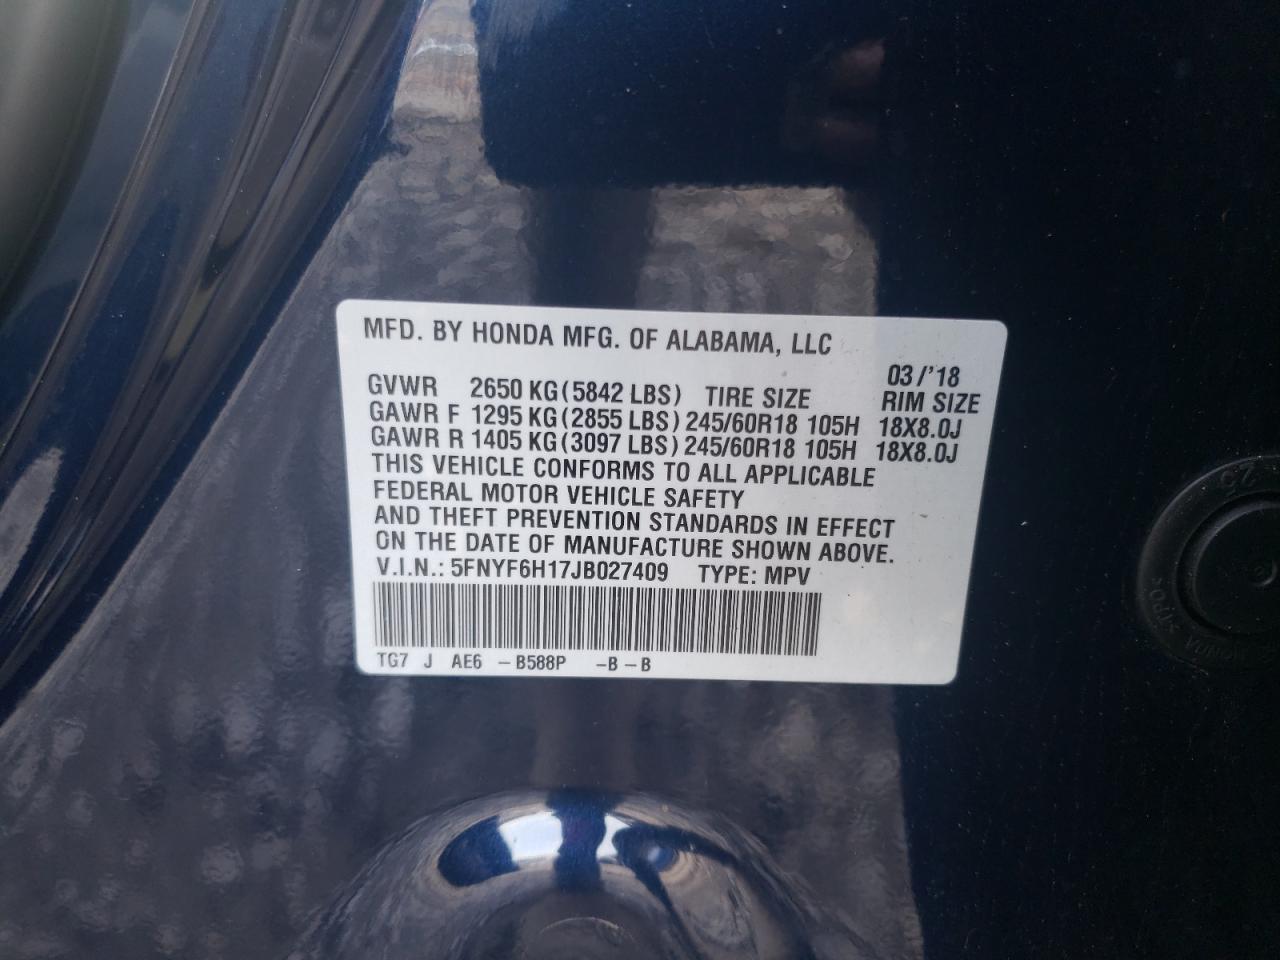 MFD. BY HONDA MFG. OF ALABAMA, LLC
03/'18
GVWR 2650 KG(5842 LBS) TIRE SIZE RIM SIZE
GAWR F 1295 KG(2855 LBS) 245/60R18 105H 18X8.0J
GAWR R 1405 KG(3097 LBS) 245/60R18 105H 18X8.0J
THIS VEHICLE CONFORMS TO ALL APPLICABLE
FEDERAL MOTOR VEHICLE SAFETY
AND THEFT PREVENTION STANDARDS IN EFFECT
ON THE DATE OF MANUFACTURE SHOWN ABOVE.
V.I.N.: 5FNYF6H17JB027409 TYPE: MPV
TG7 J AE6 -B588P -B-B
25
HONDA